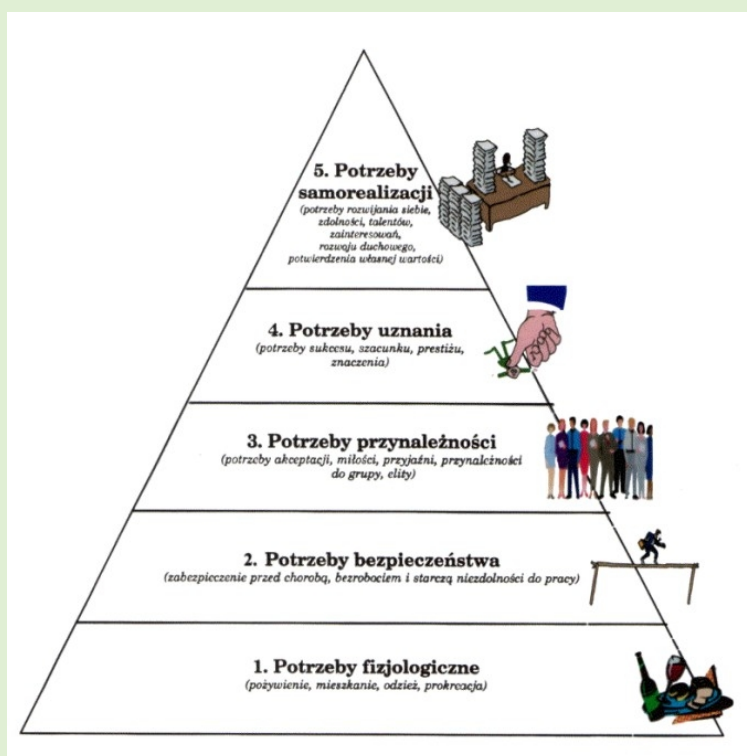 5. Potrzeby
samorealizacji
(potrzeby rozwijania siebie,
zdolności, talentów,
zainteresowań,
rozwoju duchowego,
potwierdzenia własnej wartości)
4. Potrzeby uznania
(potrzeby sukcesu, szacunku, prestiżu,
znaczenia)
3. Potrzeby przynależności
(potrzeby akceptacji, miłości, przyjaźni, przynależności
do grupy, elity)
2. Potrzeby bezpieczeństwa
(zabezpieczenie przed chorobą, bezrobociem i starczą niezdolności do pracy)
1. Potrzeby fizjologiczne
(pożywienie, mieszkanie, odzież, prokreacja)